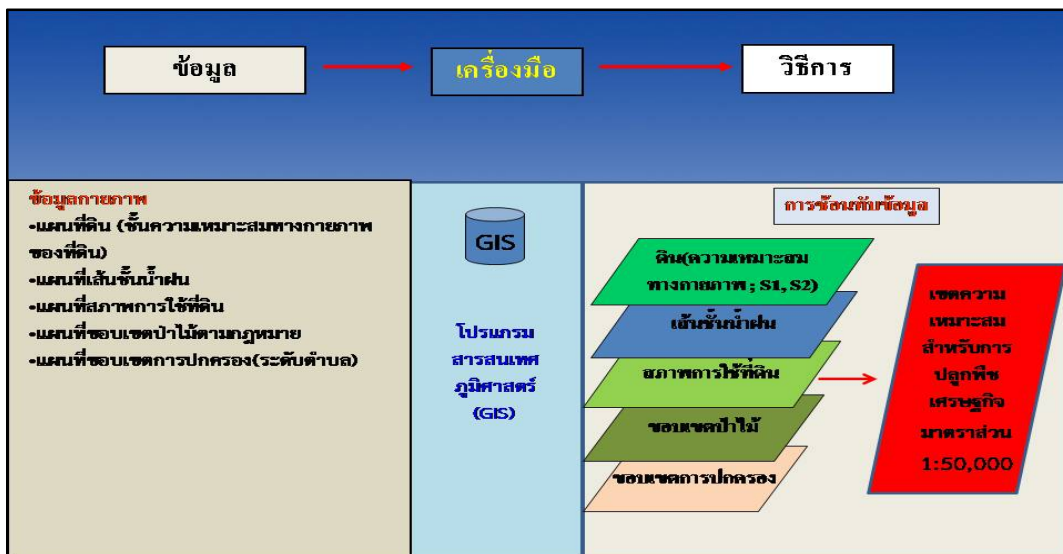 ข้อมูล
เครื่องมือ
วิธีการ
ข้อมูลกายภาพ
-แผนที่ดิน (ชั้นความเหมาะสมทางกายภาพ
ของที่ดิน)
-แผนที่เส้นชั้นน้ำฝน
-แผนที่สภาพการใช้ที่ดิน
-แผนที่ขอบเขตป่าไม้ตามกฎหมาย
-แผนที่ขอบเขตการปกครอง(ระดับตำบล)
GIS
โปรแกรม
สารสนเทศ
ภูมิศาสตร์
(GIS)
การซ้อนทับข้อมูล
ดิน(ความเหมาะสม
ทางกายภาพ ; S1, S2)
เส้นชั้นน้ำฝน
สภาพการใช้ที่ดิน
ขอบเขตป่าไม้
ขอบเขตการปกครอง
เขตความ
เหมาะสม
สำหรับการ
ปลูกพืช
เศรษฐกิจ
มาตราส่วน
1:50,000